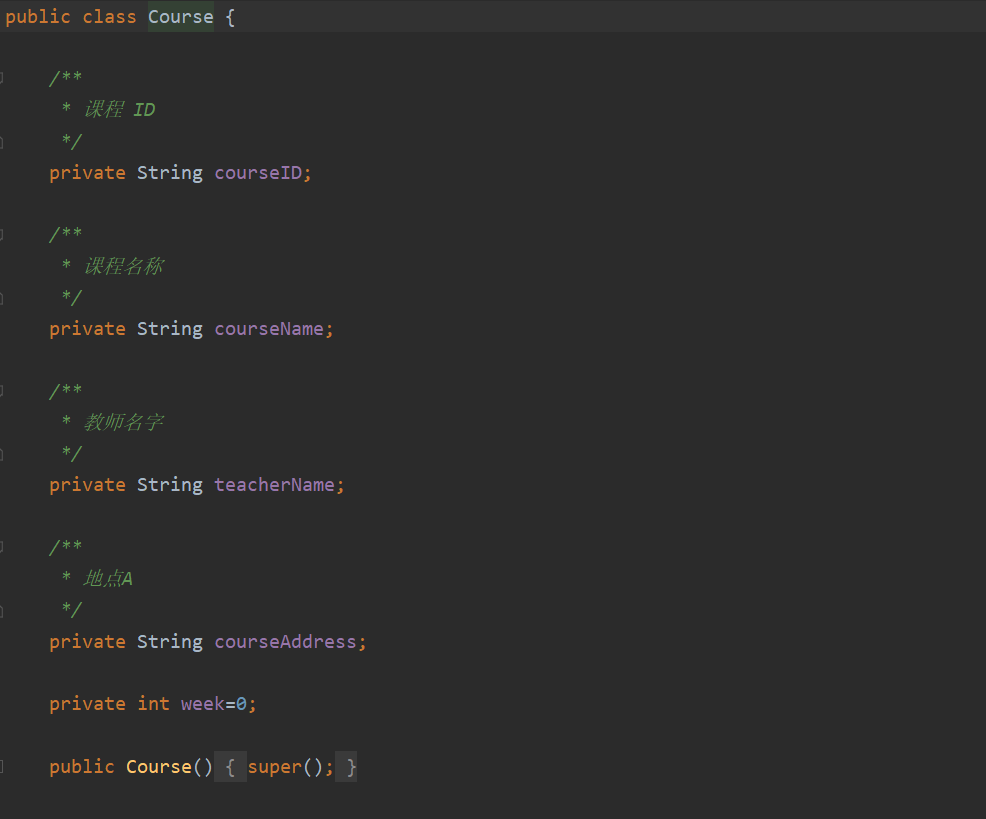 public class Course {
/**
* 课程 ID
*/
private String courseID;
/**
* 课程名称
*/
private String courseName;
/**
* 教师名字
*/
private String teacherName;
/**
* 地点A
*/
private String courseAddress;
private int week=0;
public Course() { super(); }